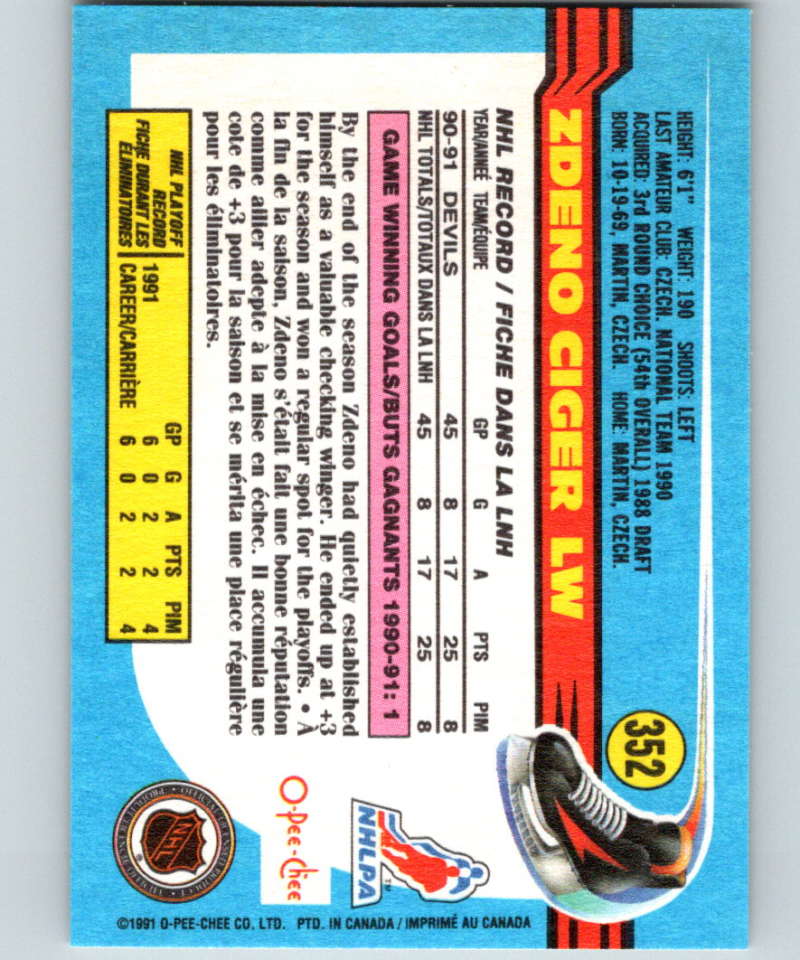 352
HEIGHT: 6'1" WEIGHT: 190 SHOOTS: LEFT
LAST AMATEUR CLUB: CZECH. NATIONAL TEAM 1990
ACQUIRED: 3rd ROUND CHOICE (54th OVERALL) 1988 DRAFT
BORN: 10-19-69, MARTIN, CZECH. HOME: MARTIN, CZECH.
ZDENO CIGER LW
NHL RECORD / FICHE DANS LA LNH
YEAR/ANNÉE TEAM/ÉQUIPE GP G A PTS PIM
90-91 DEVILS 45 8 17 25 8
NHL TOTALS/TOTAUX DANS LA LNH 45 8 17 25 8
GAME WINNING GOALS/BUTS GAGNANTS 1990-91: 1
By the end of the season Zdeno had quietly established
himself as a valuable checking winger. He ended up at +3
for the season and won a regular spot for the playoffs. • À
la fin de la saison, Zdeno s'était fait une bonne réputation
comme ailier adepte à la mise en échec. Il accumula une
cote de +3 pour la saison et se mérita une place régulière
pour les éliminatoires.
NHL PLAYOFF
RECORD
FICHE DURANT LES
ÉLIMINATOIRES
GP G A PTS PIM
1991 6 0 2 2 4
CAREER/CARRIÈRE 6 0 2 2 4
NHLPA
TM
O-Pee-Chee
NHL
©1991 O-PEE-CHEE CO. LTD. PTD. IN CANADA / IMPRIMÉ AU CANADA